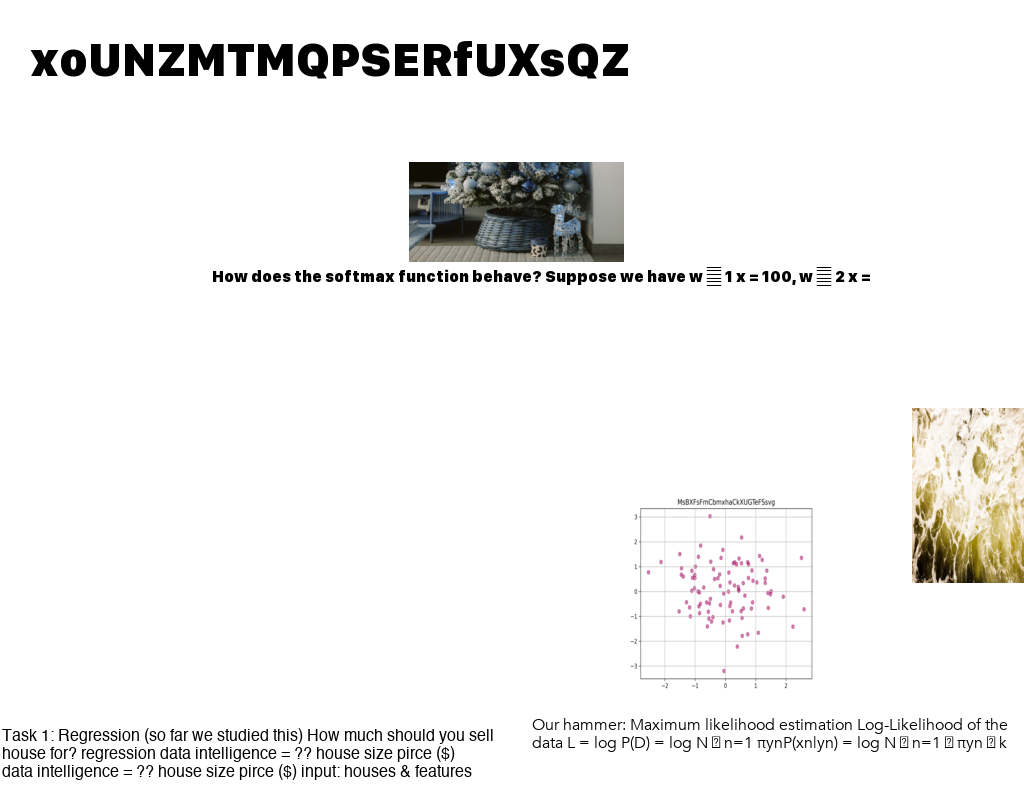 xoUNZMTMQPSERfUXsQZ
How does the softmax function behave? Suppose we have w 1 x = 100, w 2 x =
MsBXFsFmCbmxhaCkXUGTeFSsvg
3
2
1
0
−1
−2
−3
−2 −1 0 1 2
Our hammer: Maximum likelihood estimation Log-Likelihood of the
data L = log P(D) = log N n=1 πynP(xnlyn) = log N n=1 πyn k
Task 1: Regression (so far we studied this) How much should you sell
house for? regression data intelligence = ?? house size pirce ($)
data intelligence = ?? house size pirce ($) input: houses & features